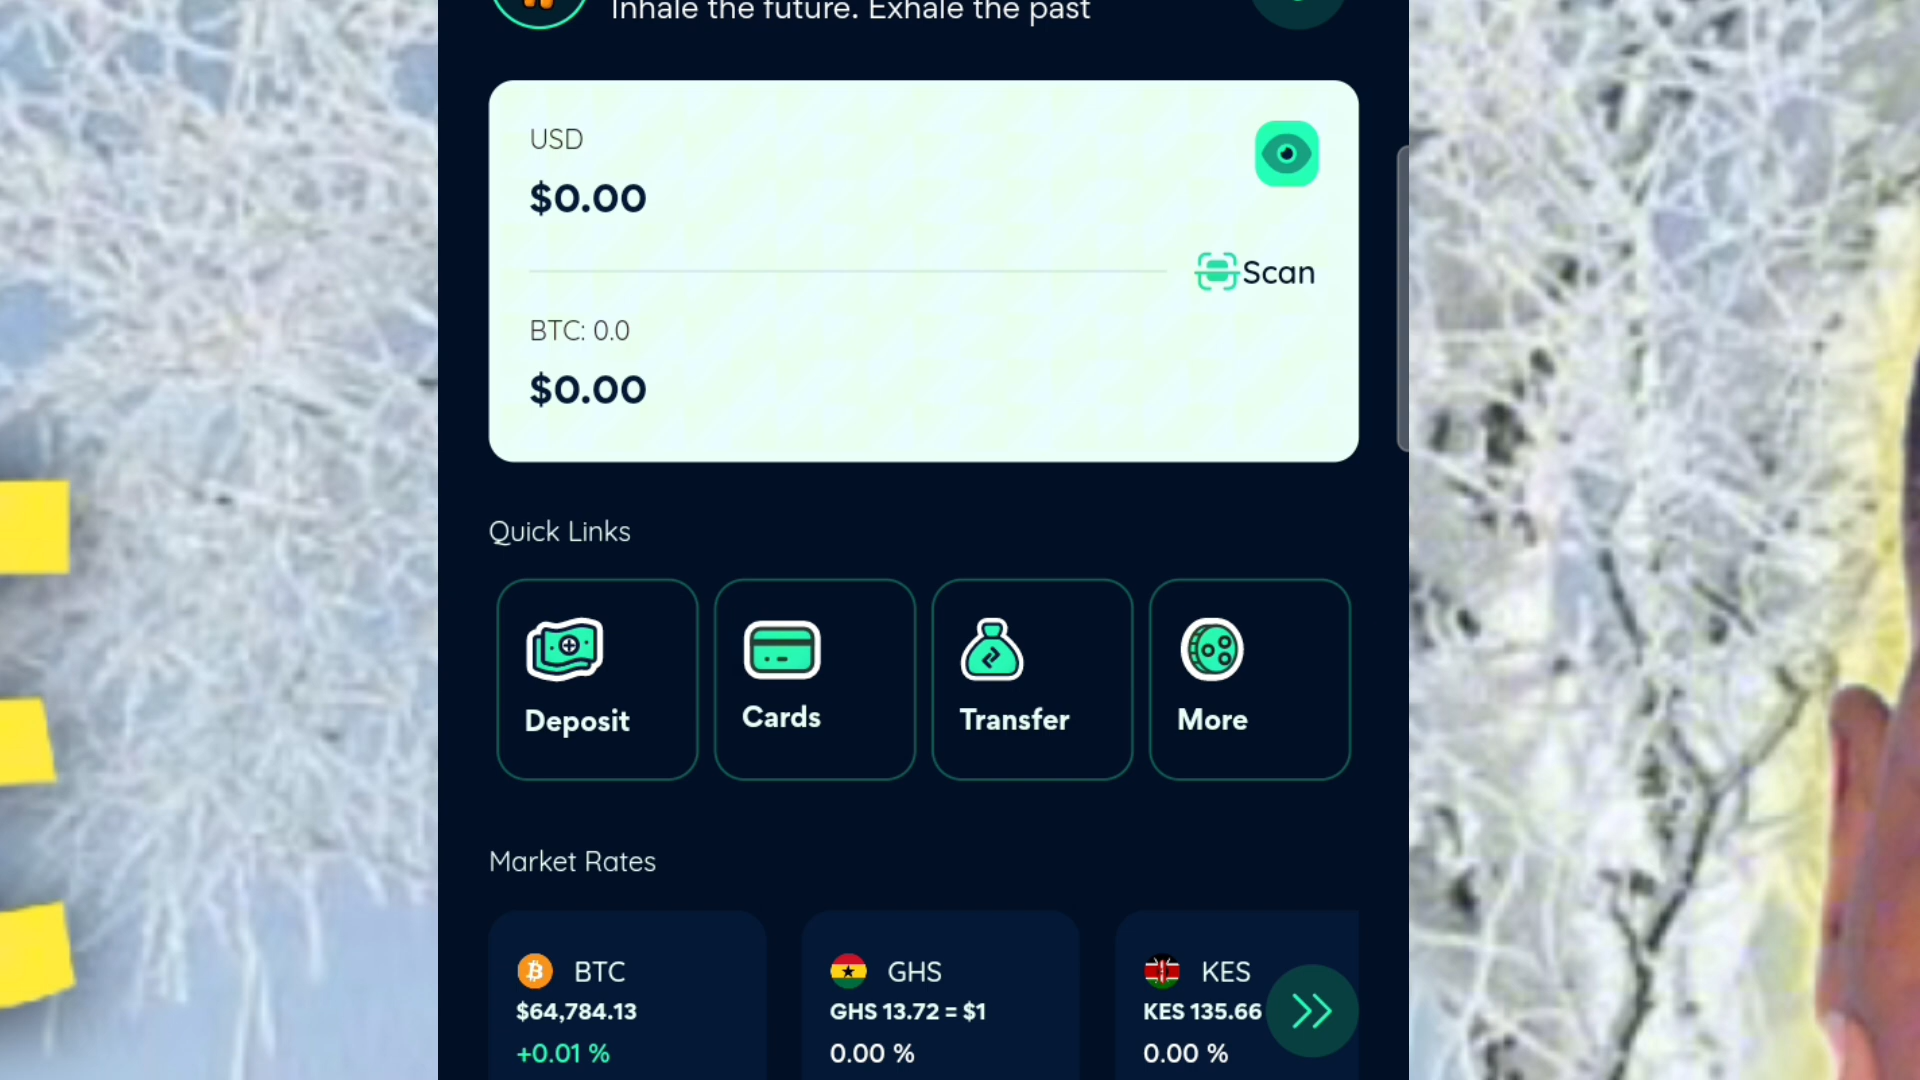 Inhale the future. Exhale the past
USD
$0.00
Scan
BTC: 0.0
$0.00
Quick Links
Deposit
Cards
Transfer
More
Market Rates
BTC
$64,784.13
+0.01 %
GHS
GHS 13.72 = $1
0.00 %
KES
KES 135.66
0.00 %